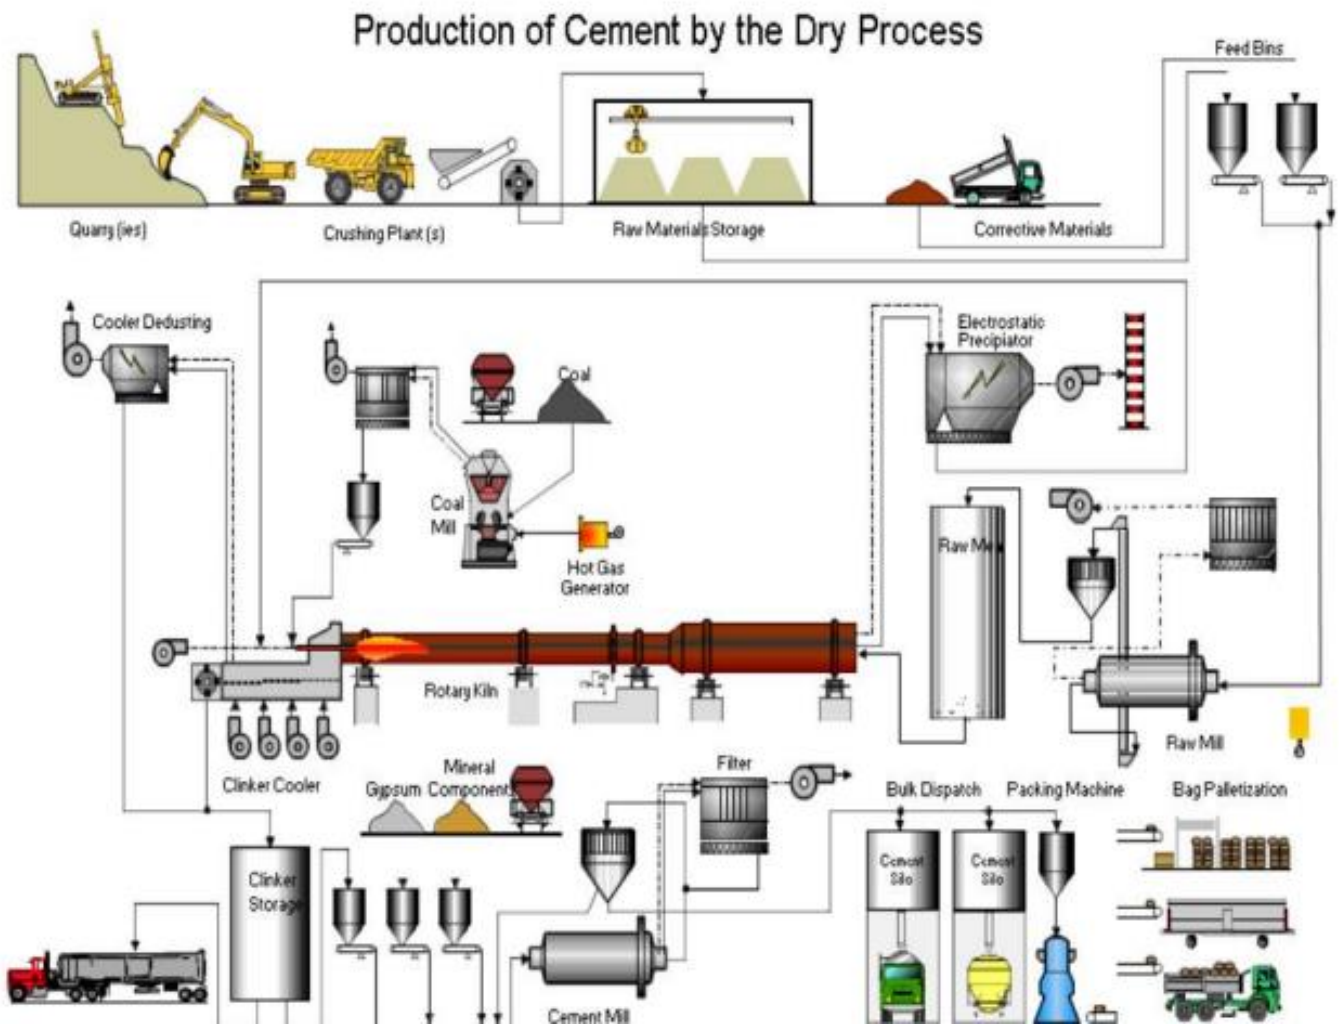 Production of Cement by the Dry Process
Feed Bins
Quarry (ies)
Crushing Plant (s)
Raw Materials Storage
Corrective Materials
Cooler Dedusting
Coal
Electrostatic
Precipiator
Coal
Mill
Hot Gas
Generator
Raw Me
Rotary Kiln
Raw Mill
Clinker Cooler
Gypsum
Mineral
Component
Filter
Bulk Dispatch
Packing Machine
Bag Palletization
Clinker
Storage
Cement
Silo
Cement
Silo
Cement Mill